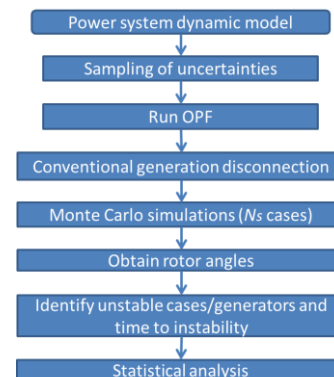 Power system dynamic model
Sampling of uncertainties
Run OPF
Conventional generation disconnection
Monte Carlo simulations (Ns cases)
Obtain rotor angles
Identify unstable cases/generators and
time to instability
Statistical analysis